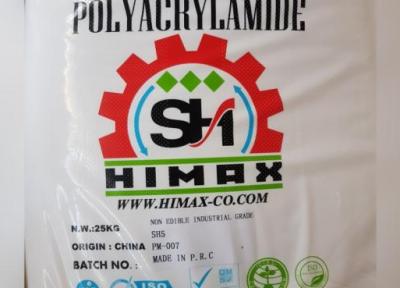 POLYACRYLAMIDE
SH
HIMAX
WWW.HIMAX-CO.COM
NON EDIBLE INDUSTRIAL GRADE
N.W.:25KG SH5
ORIGIN : CHINA PM-007
BATCH NO. : MADE IN P.R.C
ISO